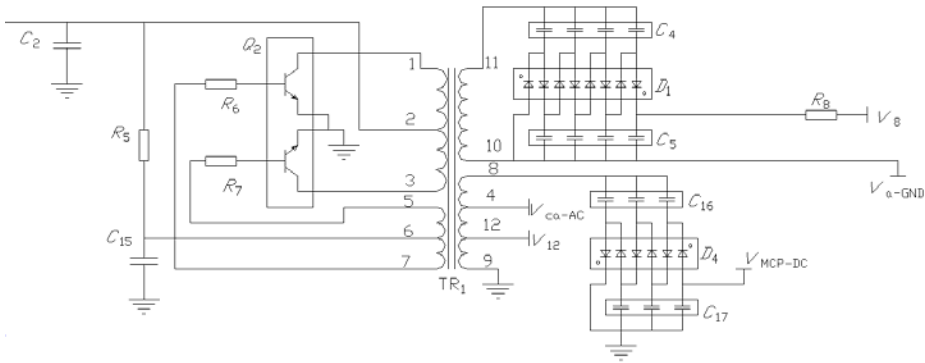 C2
Q2
R6
R5
R7
C15
1
2
3
5
6
7
TR1
11
10
8
4
12
9
C4
D1
C5
R8
V8
Va-GND
Vca-AC
V12
C16
D4
VMCP-DC
C17